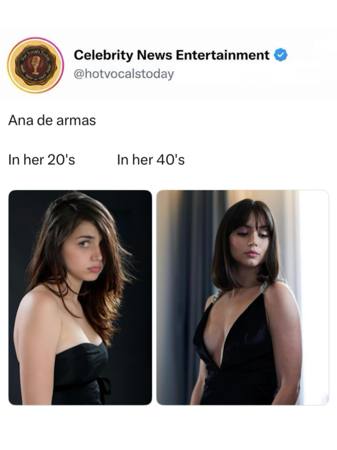 Celebrity News Entertainment
@hotvocalstoday
Ana de armas
In her 20's In her 40's